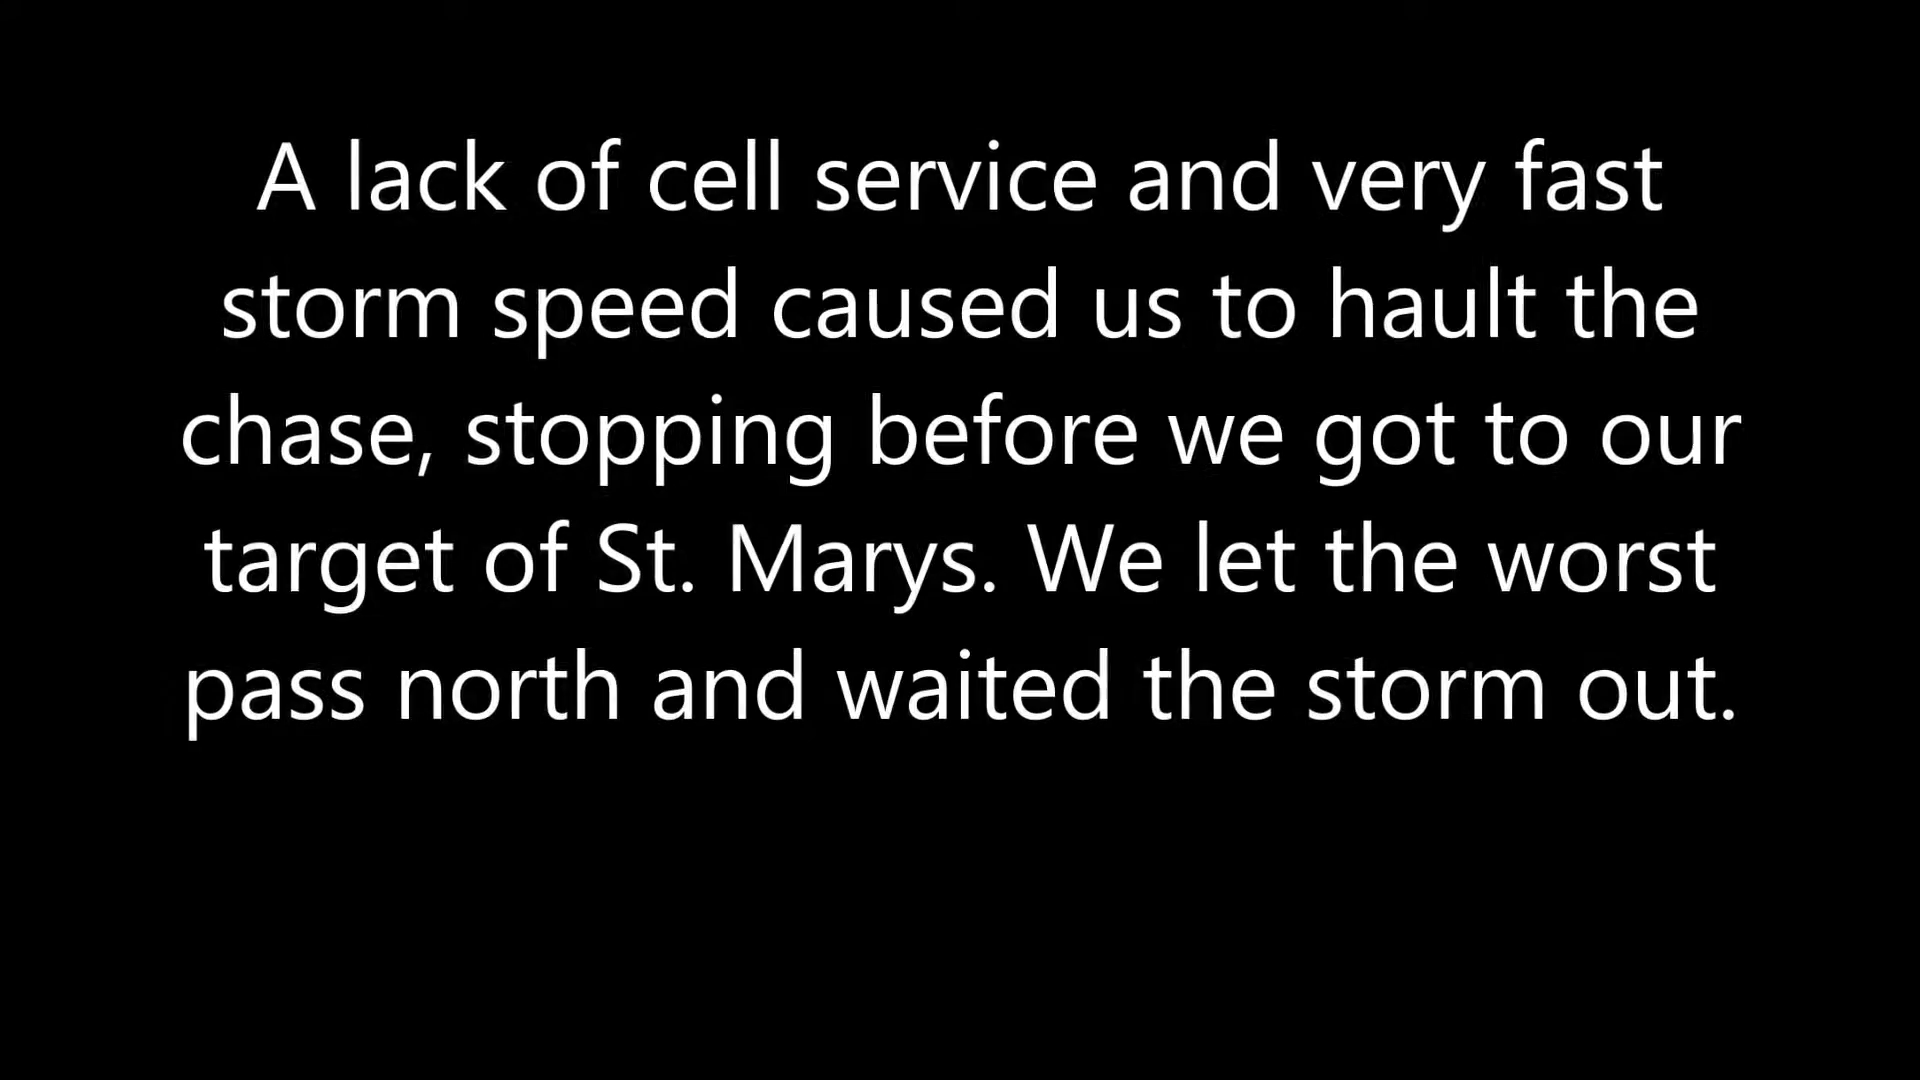 A lack of cell service and very fast
storm speed caused us to hault the
chase, stopping before we got to our
target of St. Marys. We let the worst
pass north and waited the storm out.